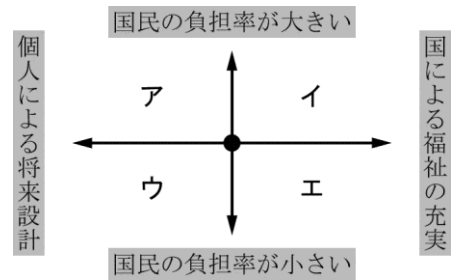 国民の負担率が大きい
個人による将来設計
ア
イ
国による福祉の充実
ウ
エ
国民の負担率が小さい